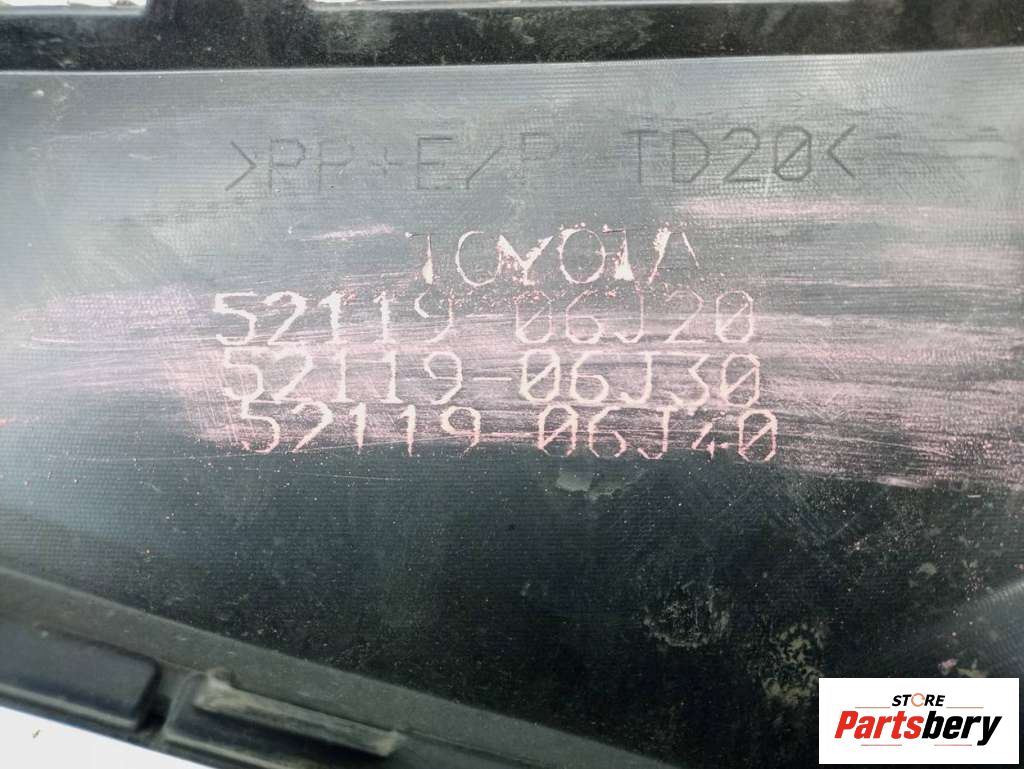 >PP+E/P TD20<
TOYOTA
52119-06J20
52119-06J30
52119-06J40
STORE
Partsbery